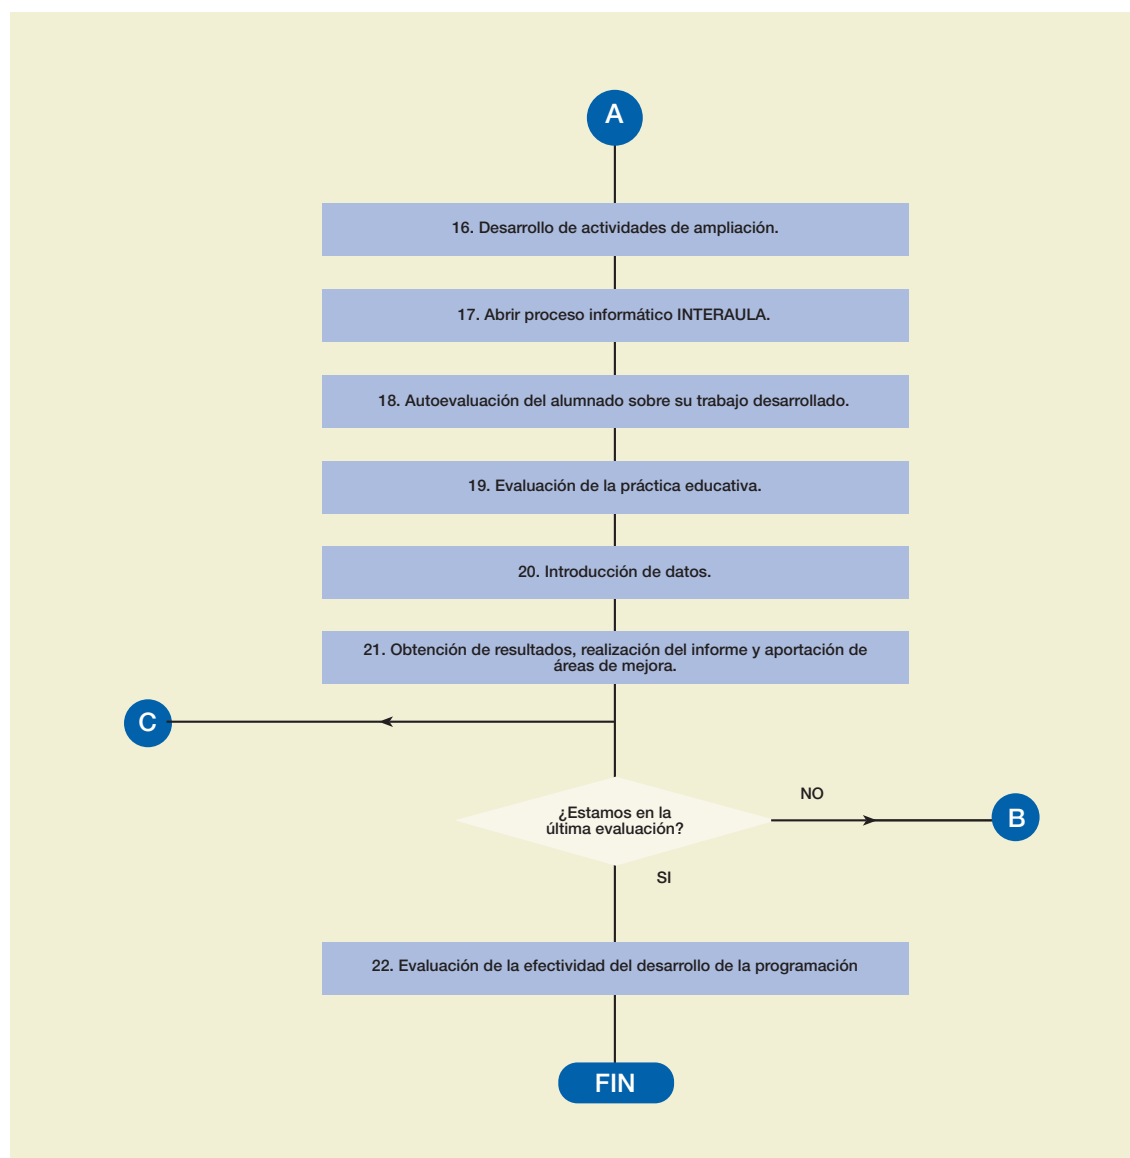 A
16. Desarrollo de actividades de ampliación.
17. Abrir proceso informático INTERAULA.
18. Autoevaluación del alumnado sobre su trabajo desarrollado.
19. Evaluación de la práctica educativa.
20. Introducción de datos.
21. Obtención de resultados, realización del informe y aportación de
áreas de mejora.
C
¿Estamos en la
última evaluación?
NO
B
SI
22. Evaluación de la efectividad del desarrollo de la programación
FIN